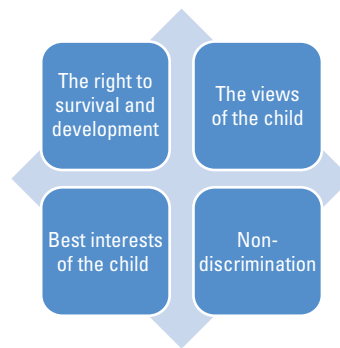 The right to
survival and
development
The views
of the child
Best interests
of the child
Non-
discrimination